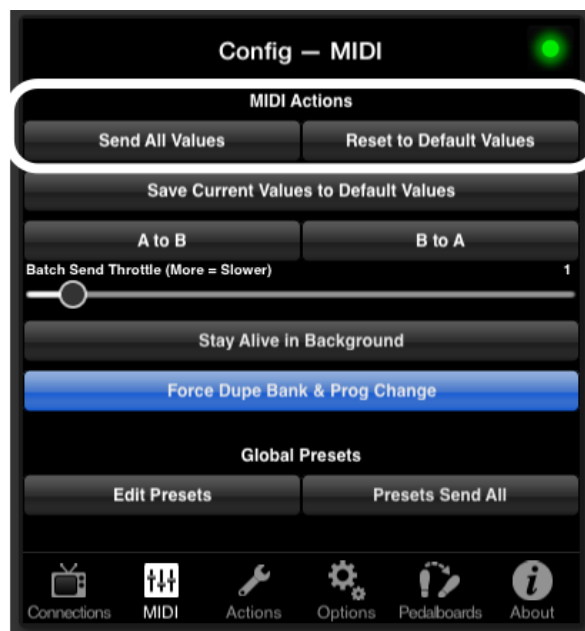 Config — MIDI
MIDI Actions
Send All Values
Reset to Default Values
Save Current Values to Default Values
A to B
B to A
Batch Send Throttle (More = Slower)
1
Stay Alive in Background
Force Dupe Bank & Prog Change
Global Presets
Edit Presets
Presets Send All
Connections
MIDI
Actions
Options
Pedalboards
About